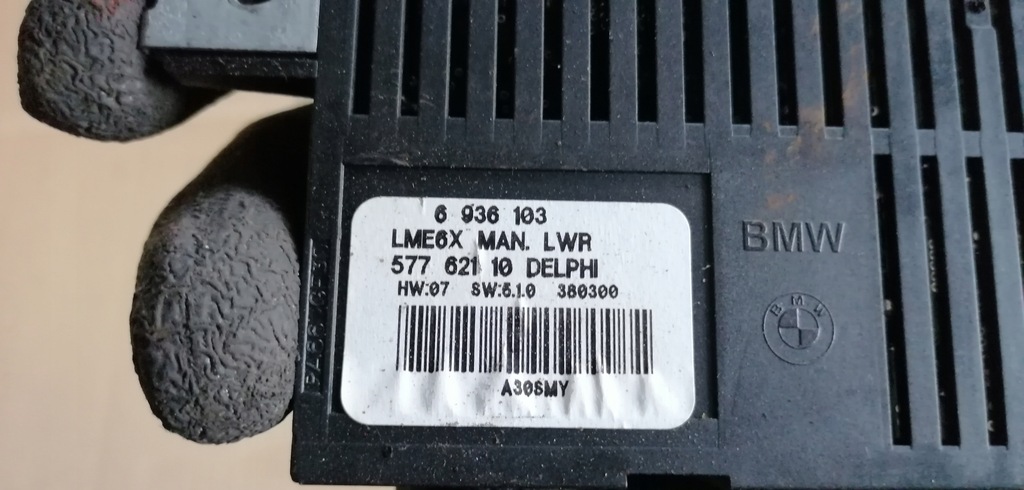 6 936 103
LME6X MAN. LWR
577 621 10 DELPHI
HW:07 SW:5.1.0 380300
A30SMY
BMW
BMW